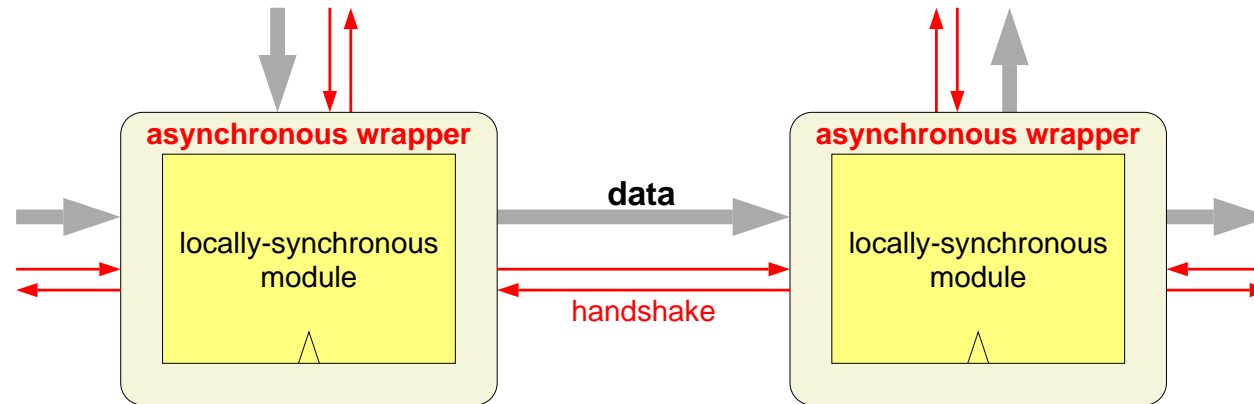 asynchronous wrapper
locally-synchronous
module
data
handshake
asynchronous wrapper
locally-synchronous
module